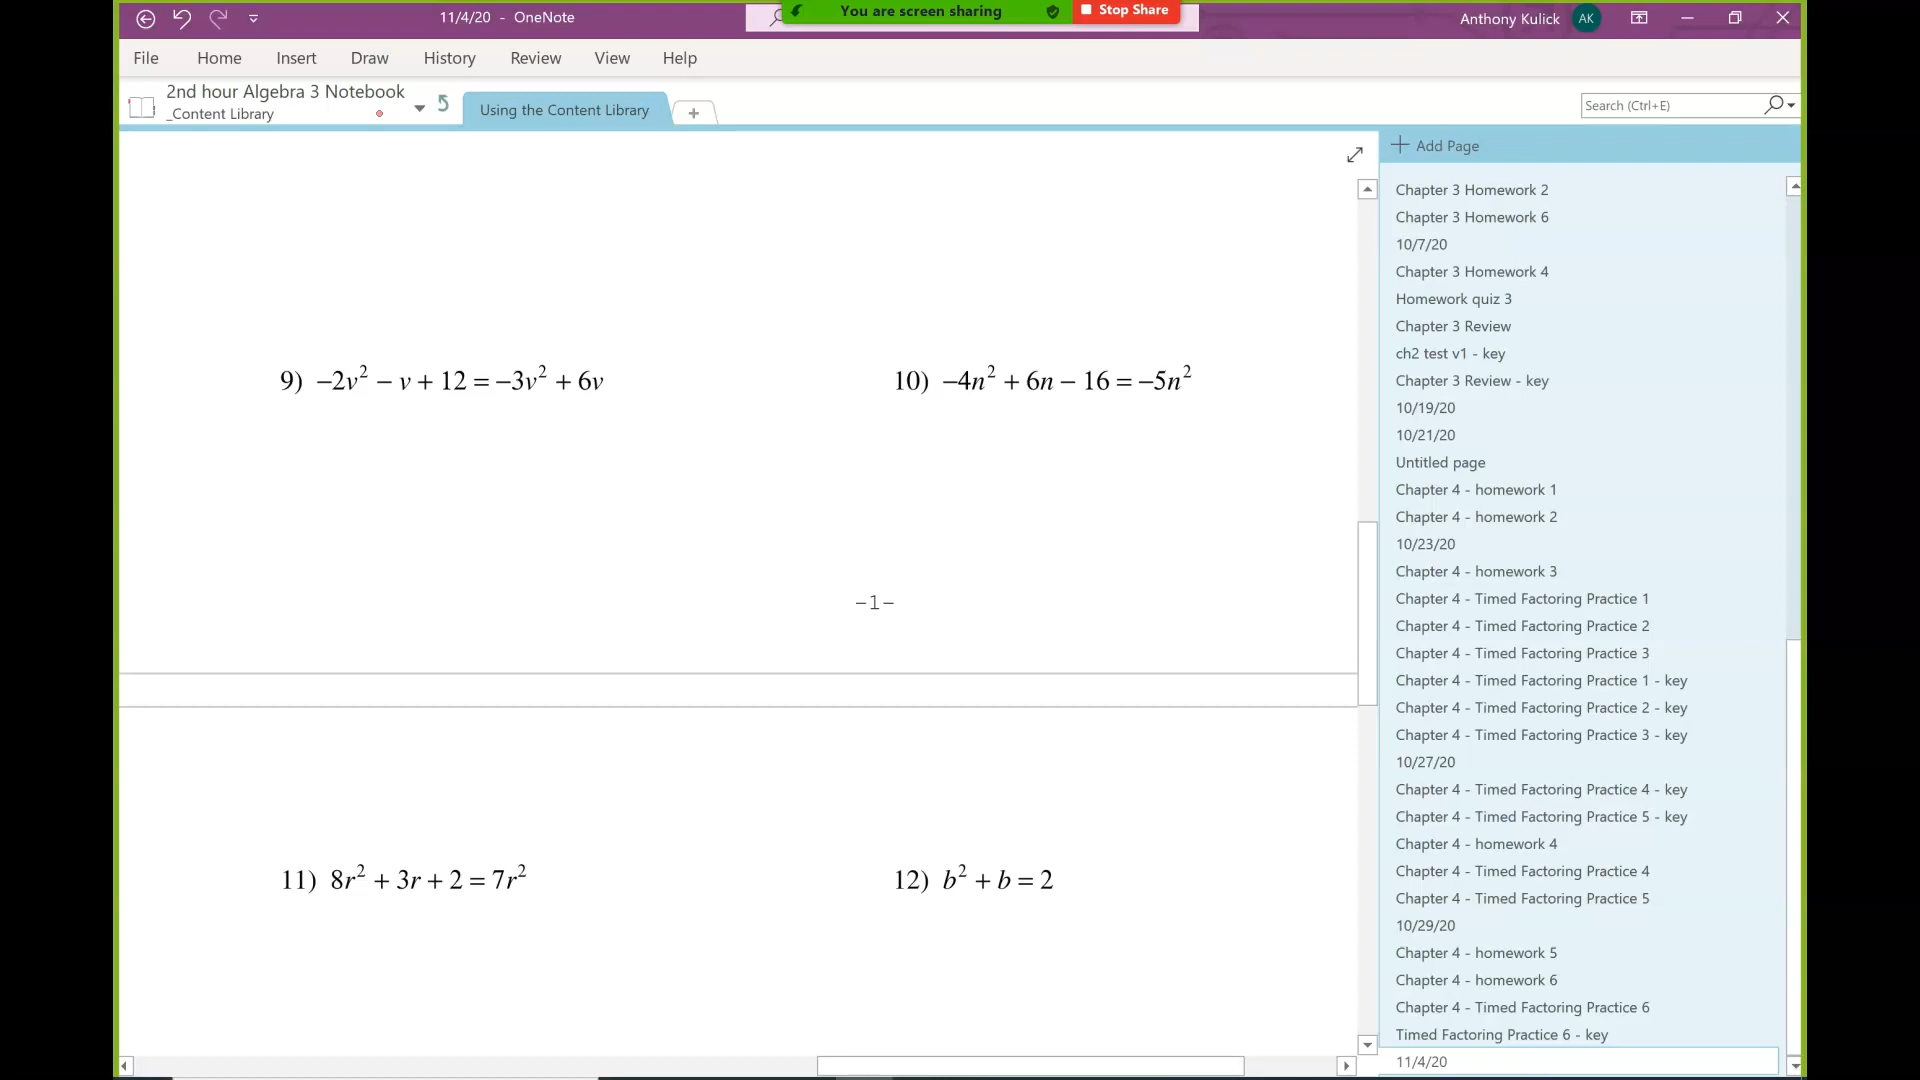 11/4/20 - OneNote
You are screen sharing
Stop Share
Anthony Kulick
AK
File Home Insert Draw History Review View Help
2nd hour Algebra 3 Notebook
_Content Library
Using the Content Library
Search (Ctrl+E)
Add Page
9) −2v² − v + 12 = −3v² + 6v
10) −4n² + 6n − 16 = −5n²
-1-
11) 8r² + 3r + 2 = 7r²
12) b² + b = 2
Chapter 3 Homework 2
Chapter 3 Homework 6
10/7/20
Chapter 3 Homework 4
Homework quiz 3
Chapter 3 Review
ch2 test v1 - key
Chapter 3 Review - key
10/19/20
10/21/20
Untitled page
Chapter 4 - homework 1
Chapter 4 - homework 2
10/23/20
Chapter 4 - homework 3
Chapter 4 - Timed Factoring Practice 1
Chapter 4 - Timed Factoring Practice 2
Chapter 4 - Timed Factoring Practice 3
Chapter 4 - Timed Factoring Practice 1 - key
Chapter 4 - Timed Factoring Practice 2 - key
Chapter 4 - Timed Factoring Practice 3 - key
10/27/20
Chapter 4 - Timed Factoring Practice 4 - key
Chapter 4 - Timed Factoring Practice 5 - key
Chapter 4 - homework 4
Chapter 4 - Timed Factoring Practice 4
Chapter 4 - Timed Factoring Practice 5
10/29/20
Chapter 4 - homework 5
Chapter 4 - homework 6
Chapter 4 - Timed Factoring Practice 6
Timed Factoring Practice 6 - key
11/4/20